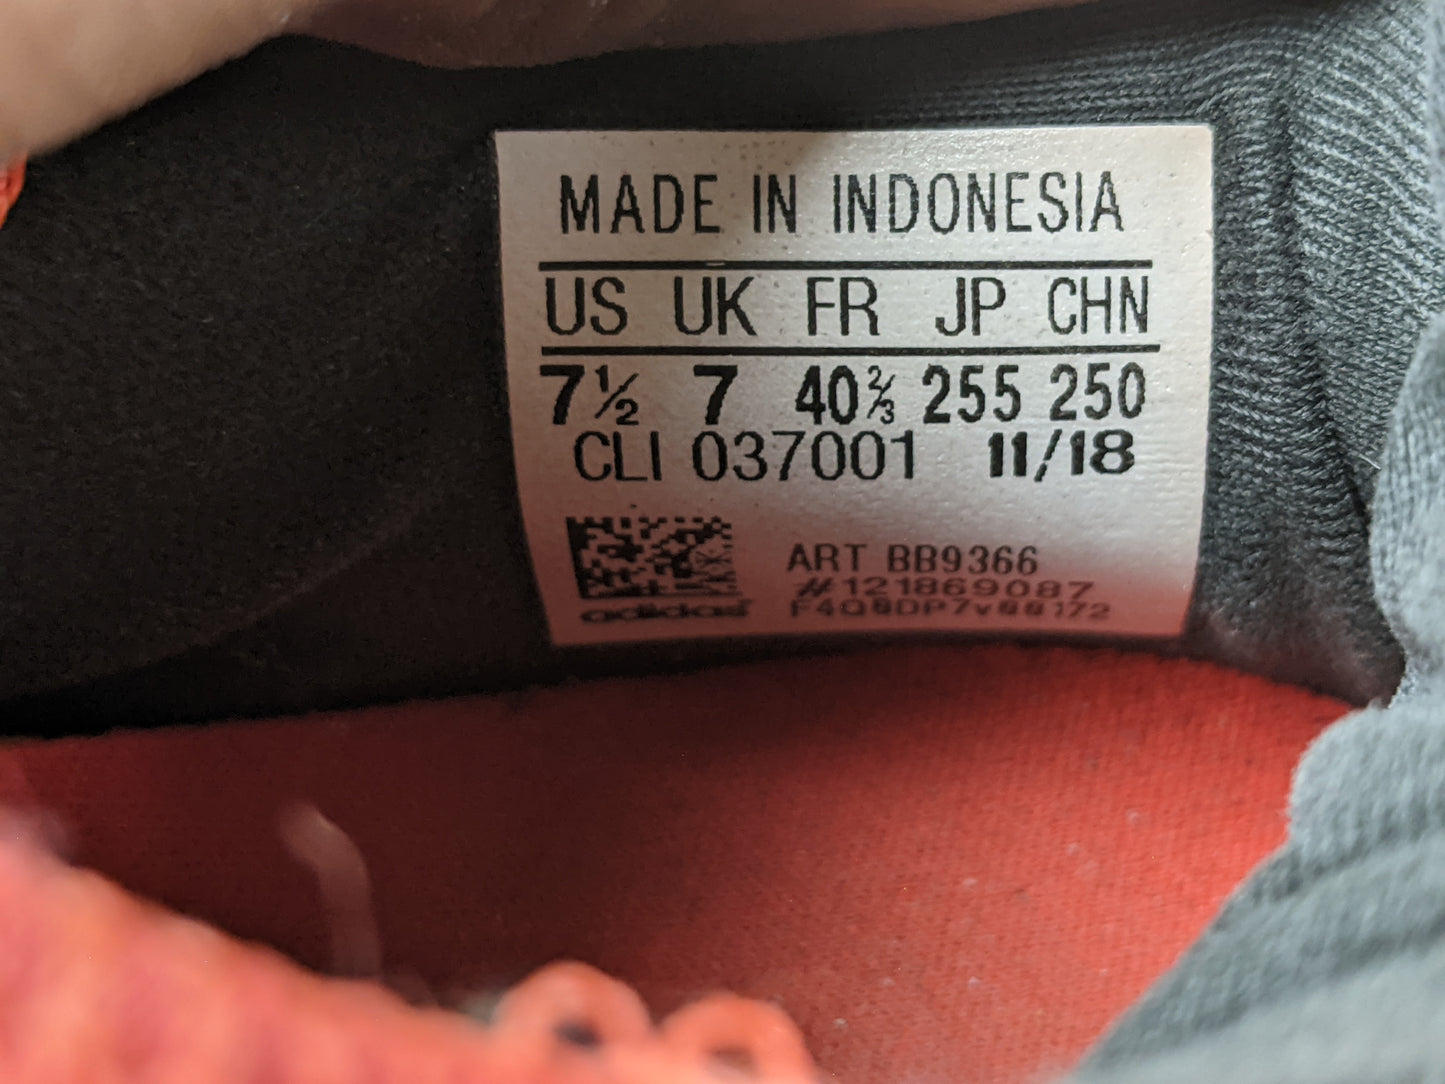 MADE IN INDONESIA
US UK FR JP CHN
7½ 7 40⅔ 255 250
CLI 037001 11/18
ART BB9366
#121869087
adidas F4Q0DP7v00172